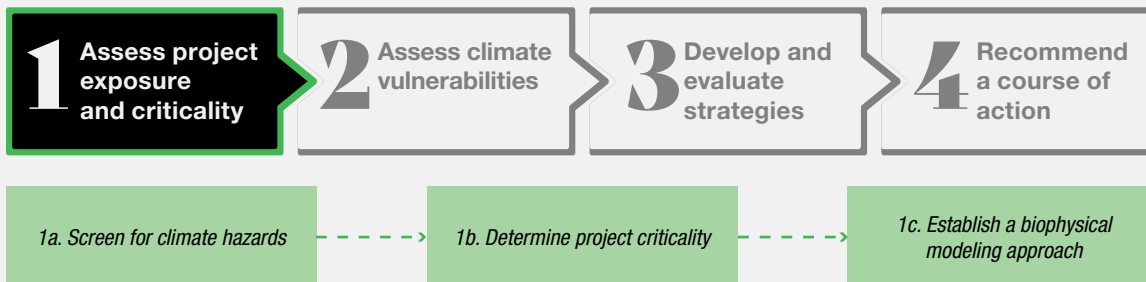 1 Assess project
exposure
and criticality
2 Assess climate
vulnerabilities
3 Develop and
evaluate
strategies
4 Recommend
a course of
action
1a. Screen for climate hazards
1b. Determine project criticality
1c. Establish a biophysical
modeling approach